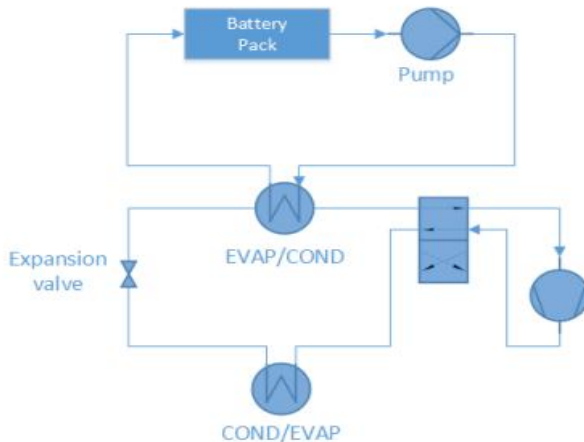 Battery
Pack
Pump
EVAP/COND
Expansion
valve
COND/EVAP